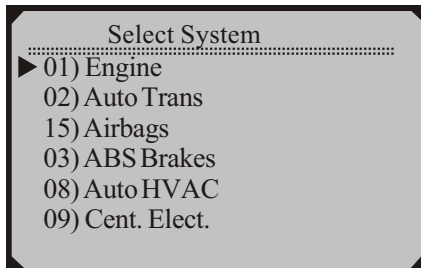 Select System
01) Engine
02) Auto Trans
15) Airbags
03) ABS Brakes
08) Auto HVAC
09) Cent. Elect.